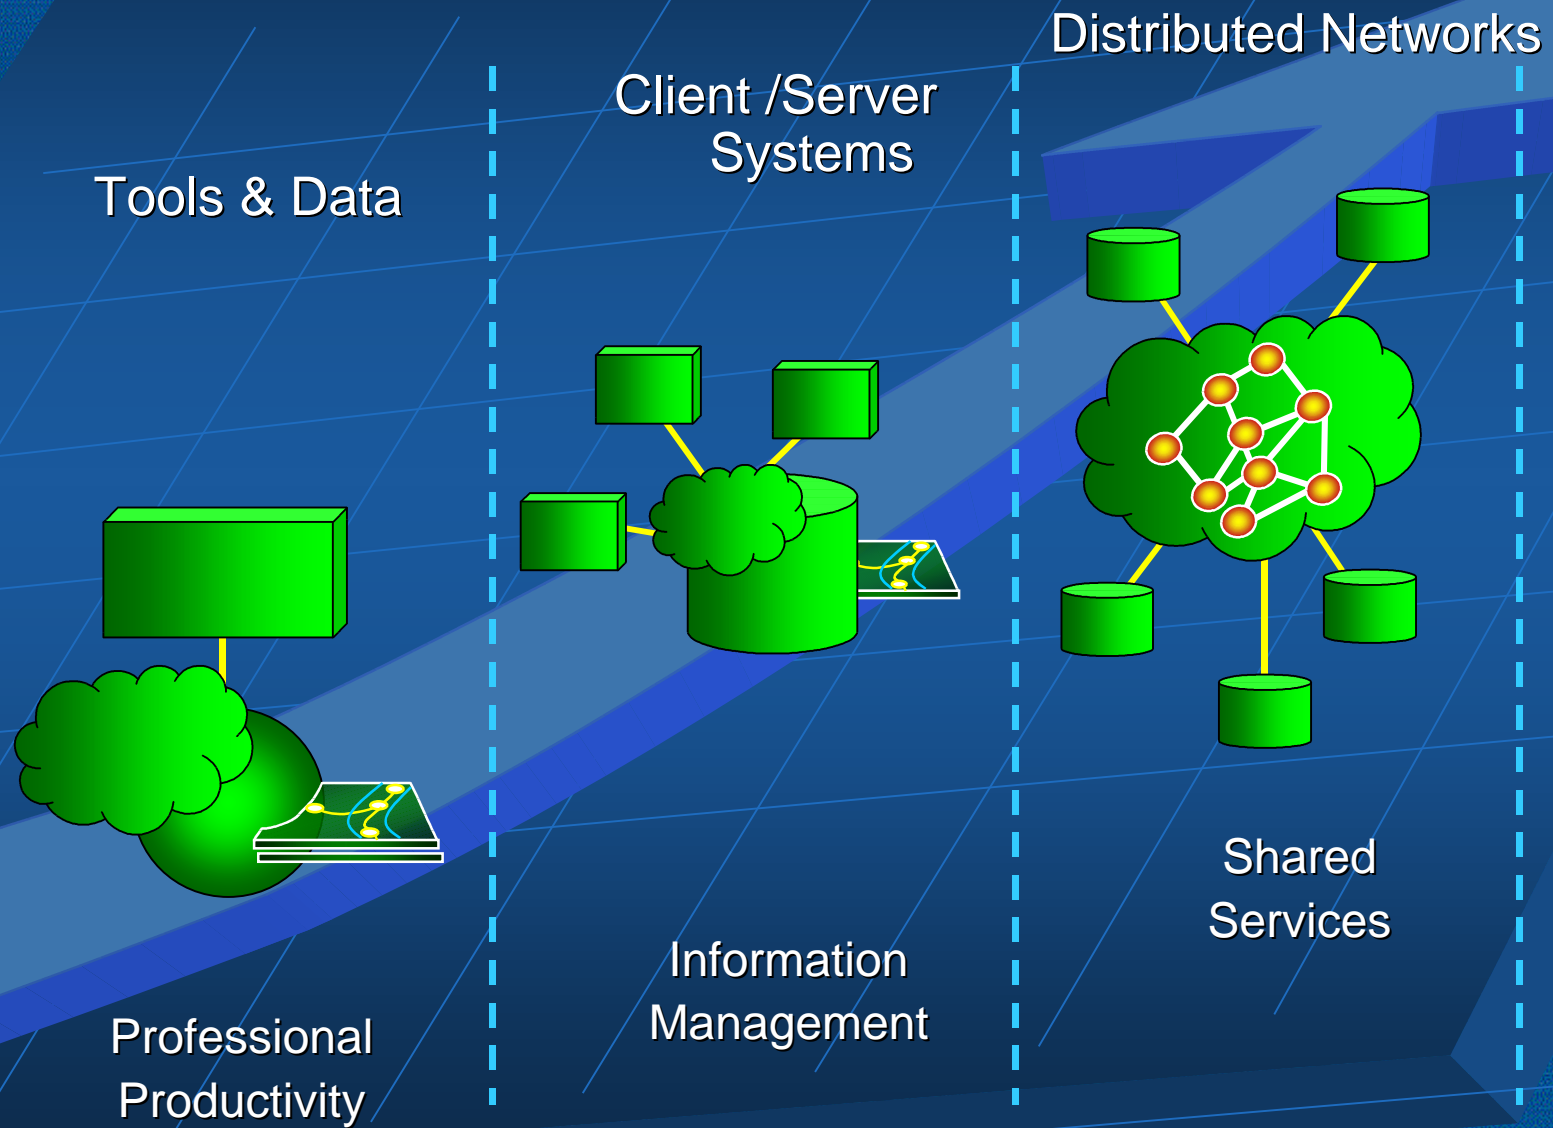 Distributed Networks
Client /Server
Systems
Tools & Data
Shared
Services
Information
Management
Professional
Productivity